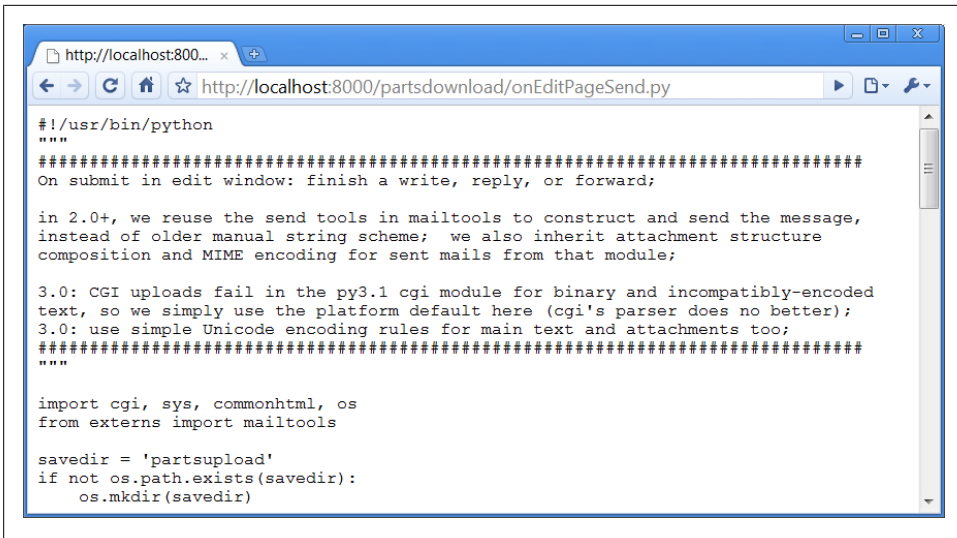 http://localhost:800...
http://localhost:8000/partsdownload/onEditPageSend.py
#!/usr/bin/python
"""
################################################################################
On submit in edit window: finish a write, reply, or forward;
in 2.0+, we reuse the send tools in mailtools to construct and send the message,
instead of older manual string scheme;  we also inherit attachment structure
composition and MIME encoding for sent mails from that module;
3.0: CGI uploads fail in the py3.1 cgi module for binary and incompatibly-encoded
text, so we simply use the platform default here (cgi's parser does no better);
3.0: use simple Unicode encoding rules for main text and attachments too;
################################################################################
"""
import cgi, sys, commonhtml, os
from externs import mailtools
savedir = 'partsupload'
if not os.path.exists(savedir):
    os.mkdir(savedir)